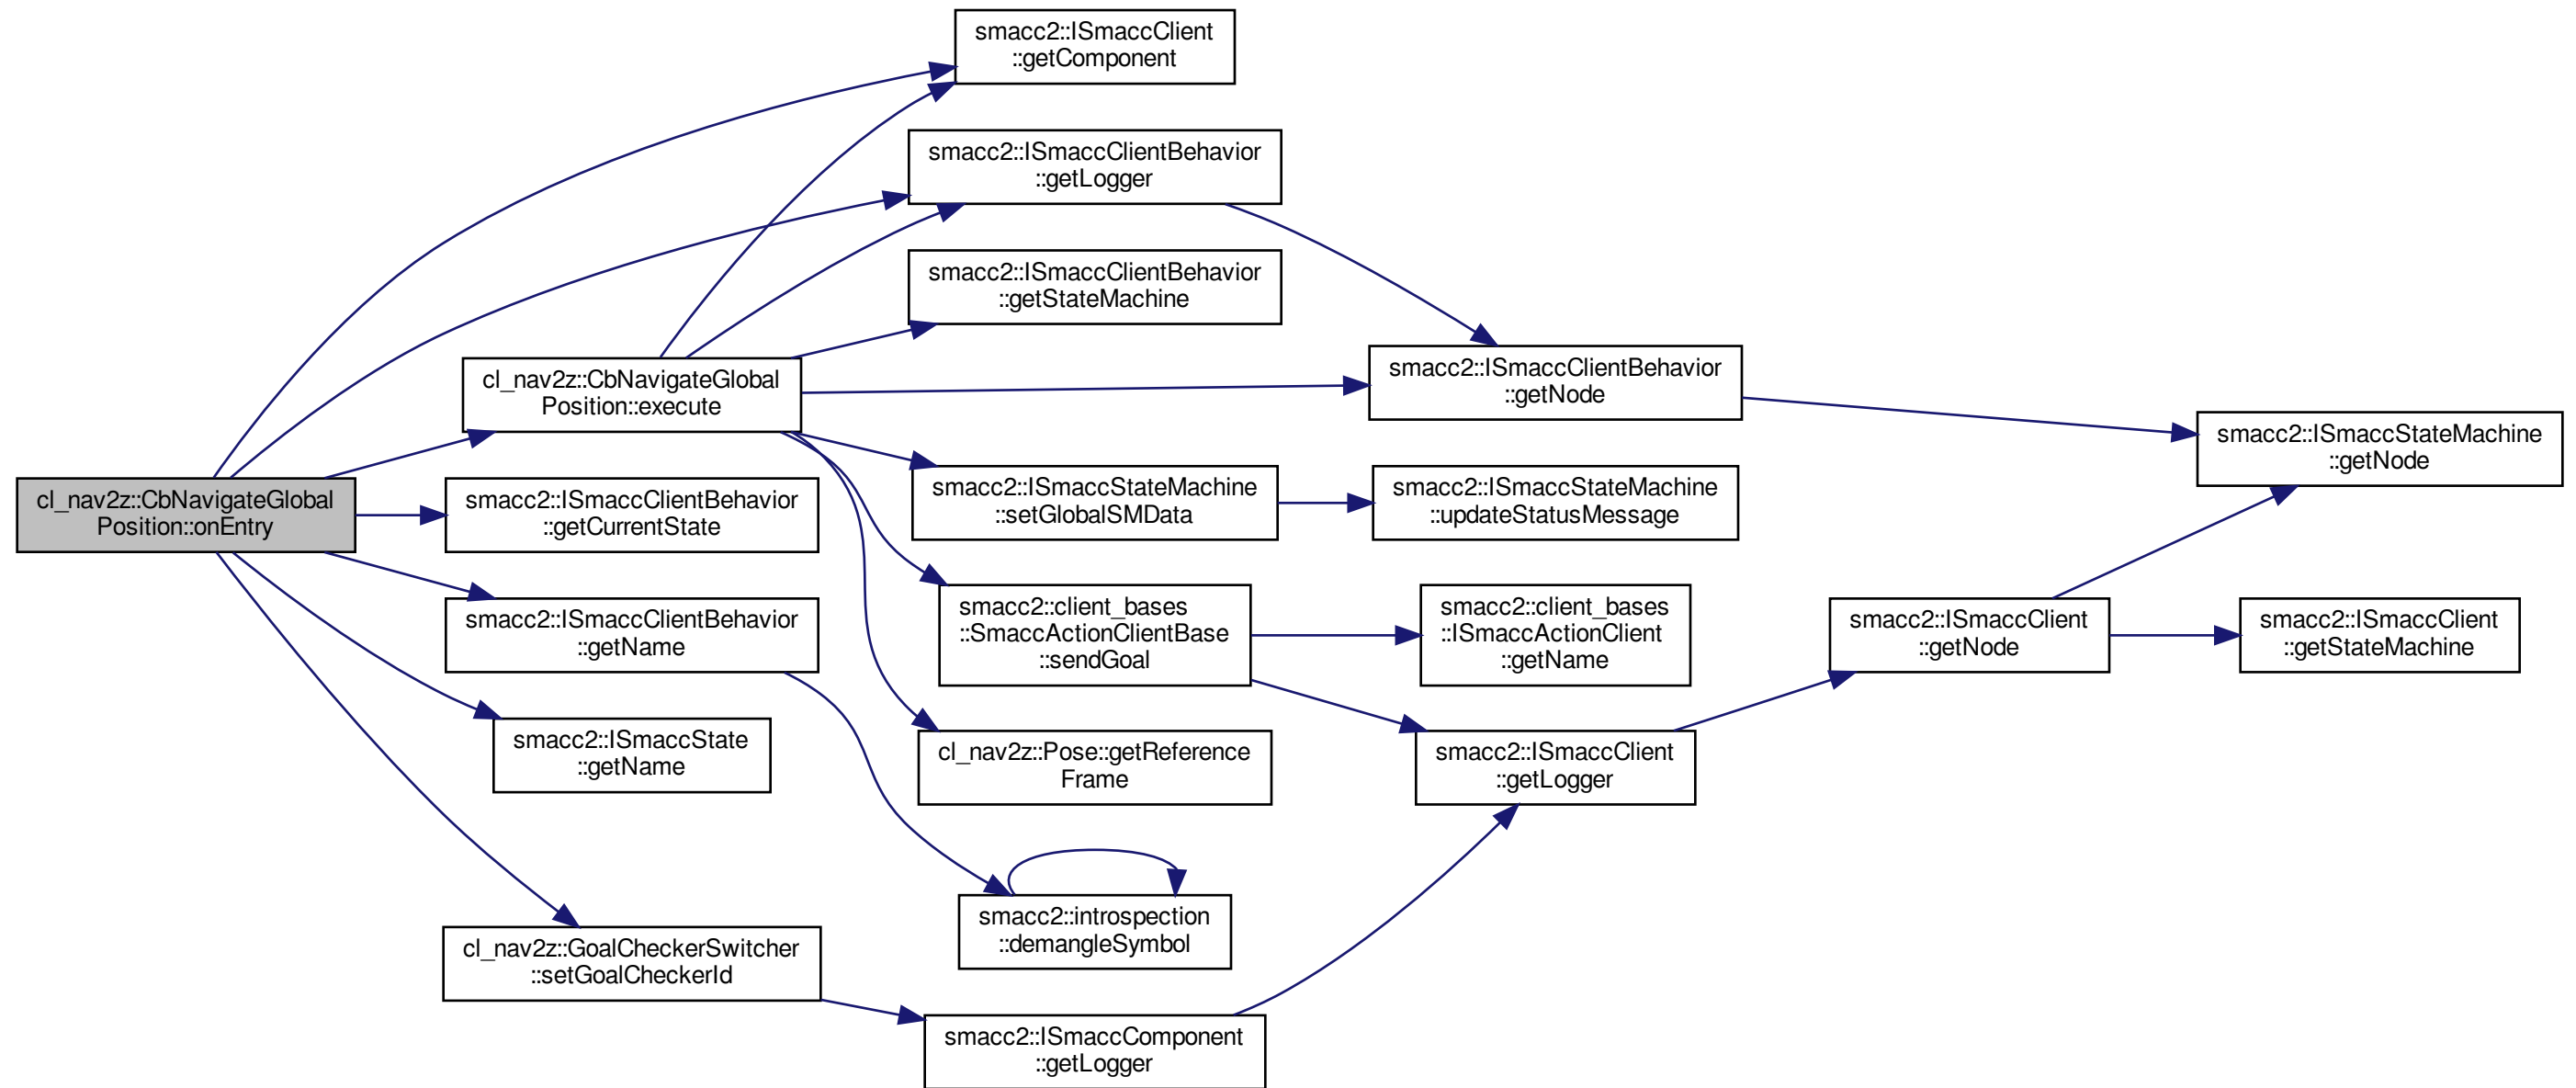 smacc2::ISmaccClient
::getComponent
smacc2::ISmaccClientBehavior
::getLogger
smacc2::ISmaccClientBehavior
::getStateMachine
cl_nav2z::CbNavigateGlobal
Position::execute
smacc2::ISmaccClientBehavior
::getNode
smacc2::ISmaccStateMachine
::getNode
cl_nav2z::CbNavigateGlobal
Position::onEntry
smacc2::ISmaccClientBehavior
::getCurrentState
smacc2::ISmaccStateMachine
::setGlobalSMData
smacc2::ISmaccStateMachine
::updateStatusMessage
smacc2::ISmaccClientBehavior
::getName
smacc2::client_bases
::SmaccActionClientBase
::sendGoal
smacc2::client_bases
::ISmaccActionClient
::getName
smacc2::ISmaccClient
::getNode
smacc2::ISmaccClient
::getStateMachine
smacc2::ISmaccState
::getName
cl_nav2z::Pose::getReference
Frame
smacc2::ISmaccClient
::getLogger
smacc2::introspection
::demangleSymbol
cl_nav2z::GoalCheckerSwitcher
::setGoalCheckerId
smacc2::ISmaccComponent
::getLogger